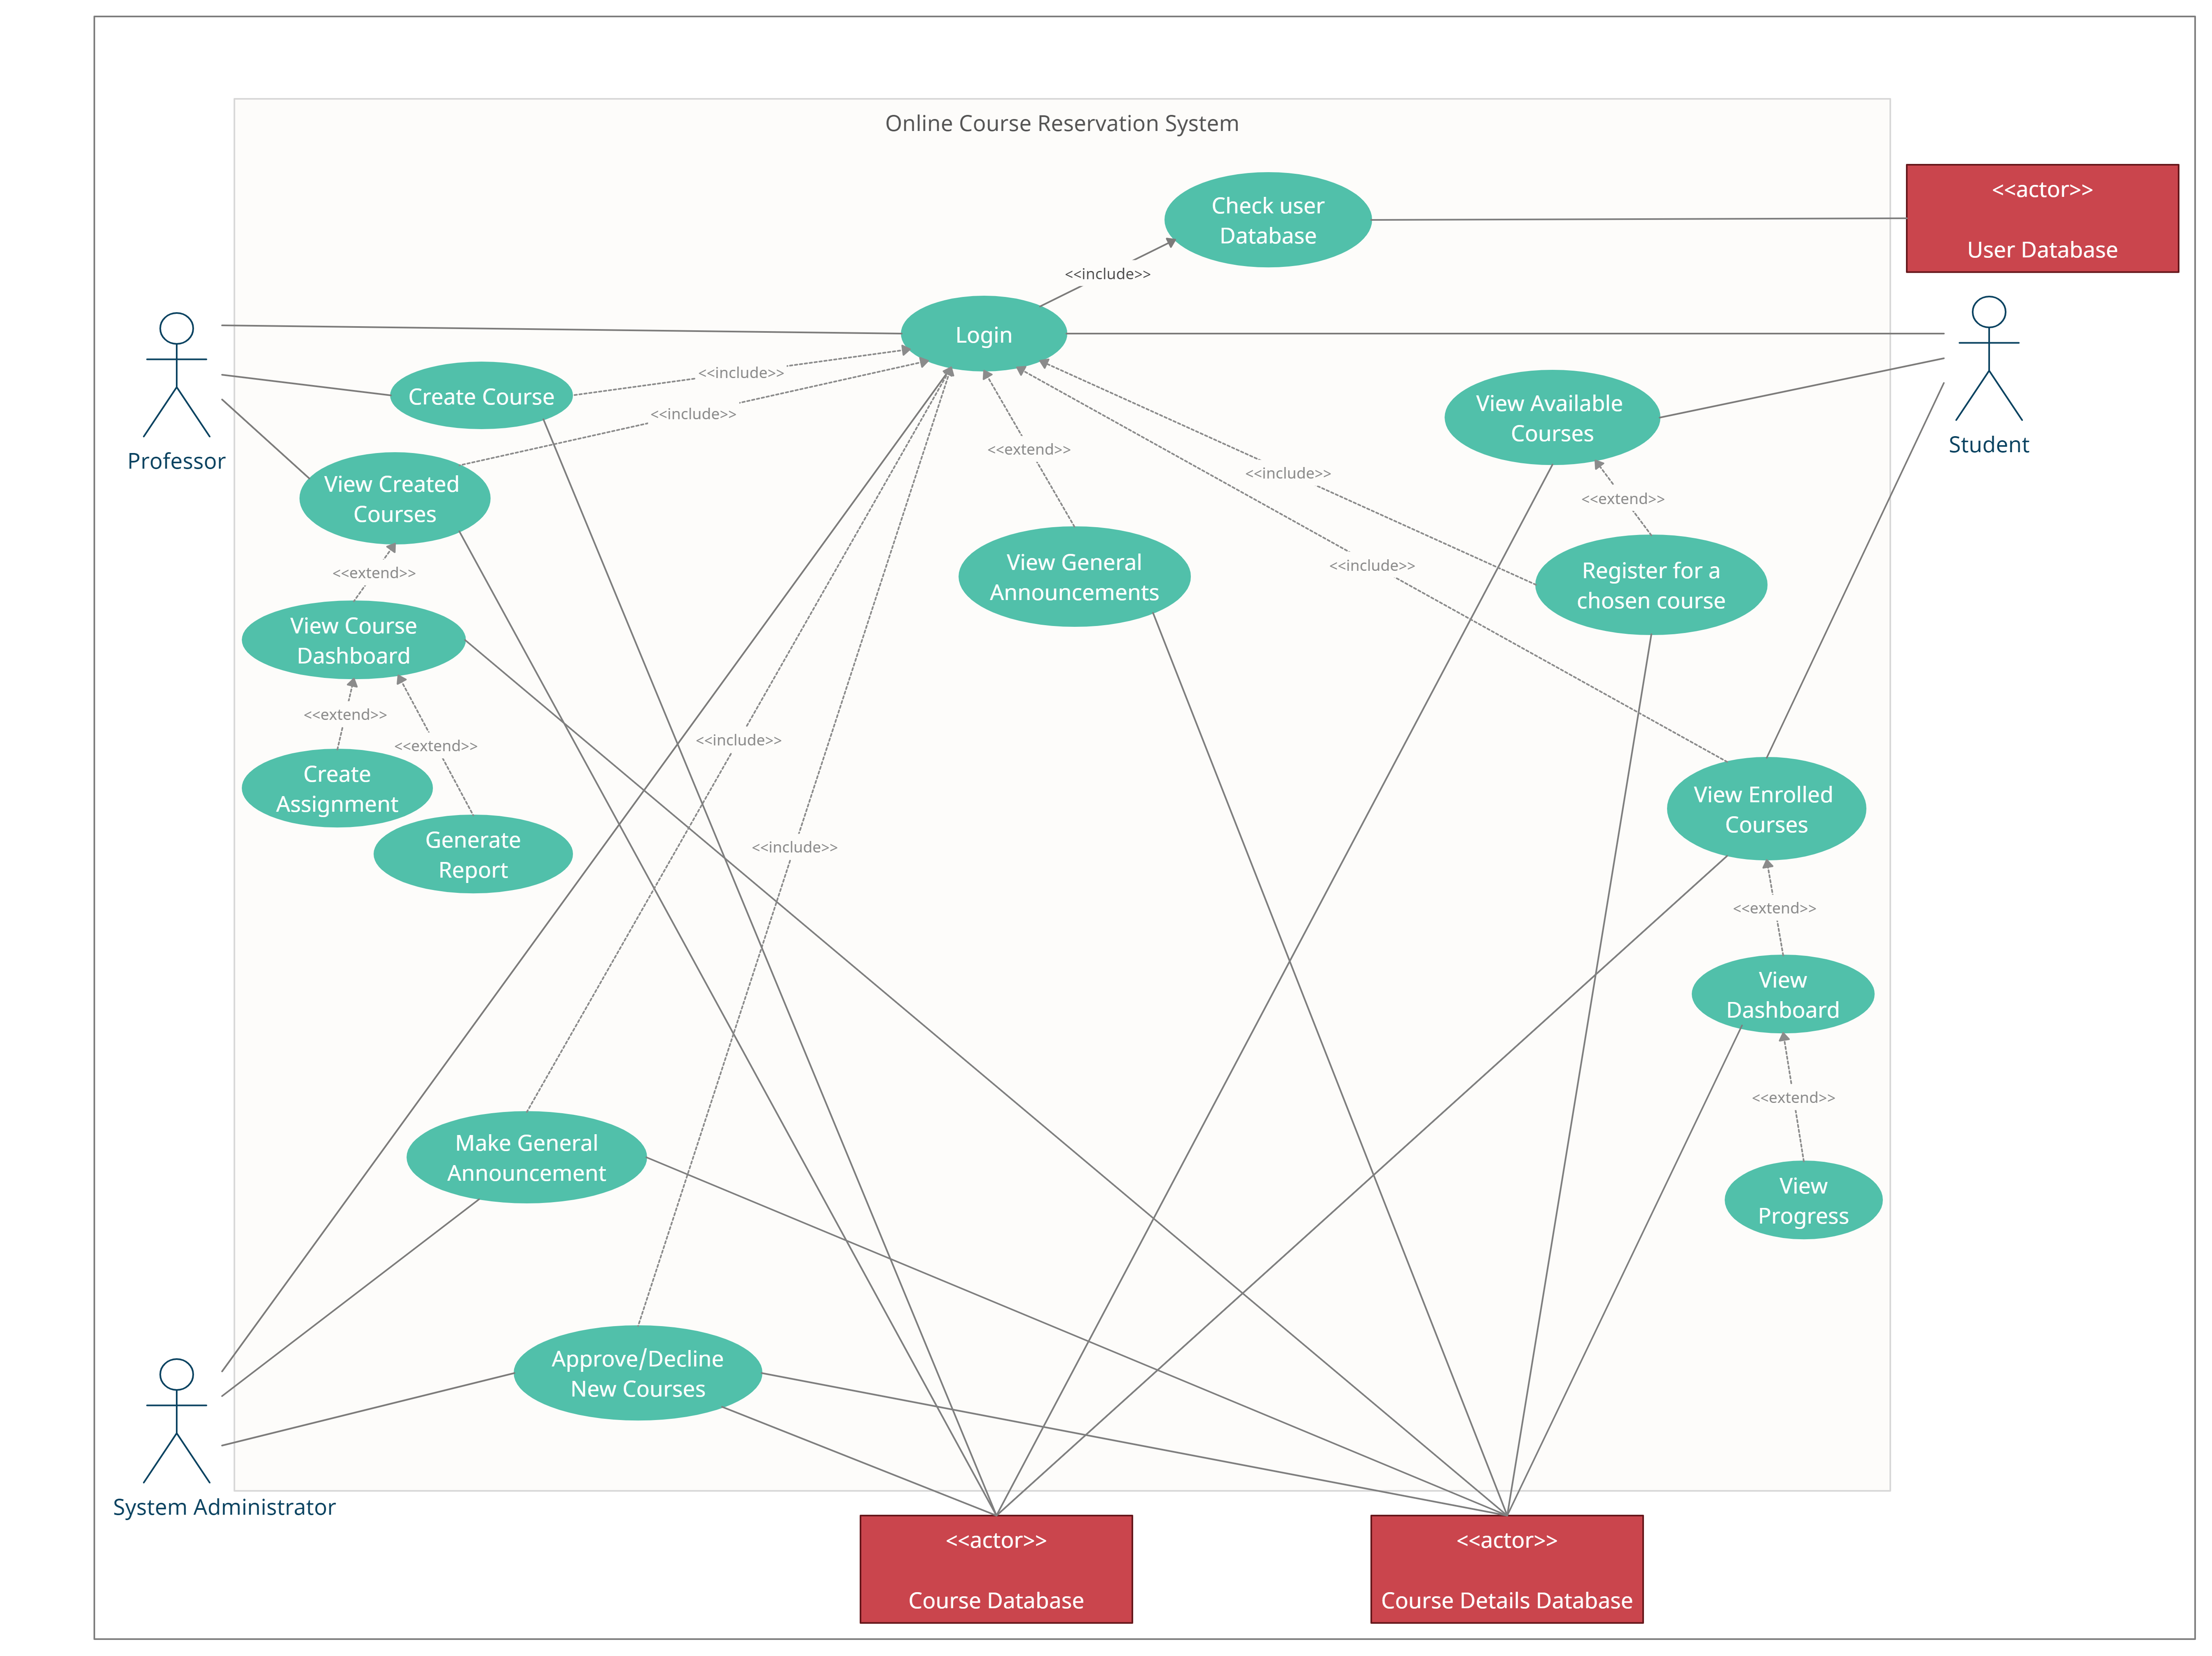 Online Course Reservation System
Check user
Database
<<actor>>
User Database
<<include>>
Login
<<include>>
Create Course
<<include>>
View Available
Courses
Student
Professor
<<extend>>
<<include>>
<<extend>>
View Created
Courses
View General
Announcements
Register for a
chosen course
<<include>>
<<extend>>
View Course
Dashboard
<<extend>>
<<extend>>
<<include>>
Create
Assignment
View Enrolled
Courses
Generate
Report
<<include>>
<<extend>>
View
Dashboard
<<extend>>
Make General
Announcement
View
Progress
Approve/Decline
New Courses
System Administrator
<<actor>>
Course Database
<<actor>>
Course Details Database